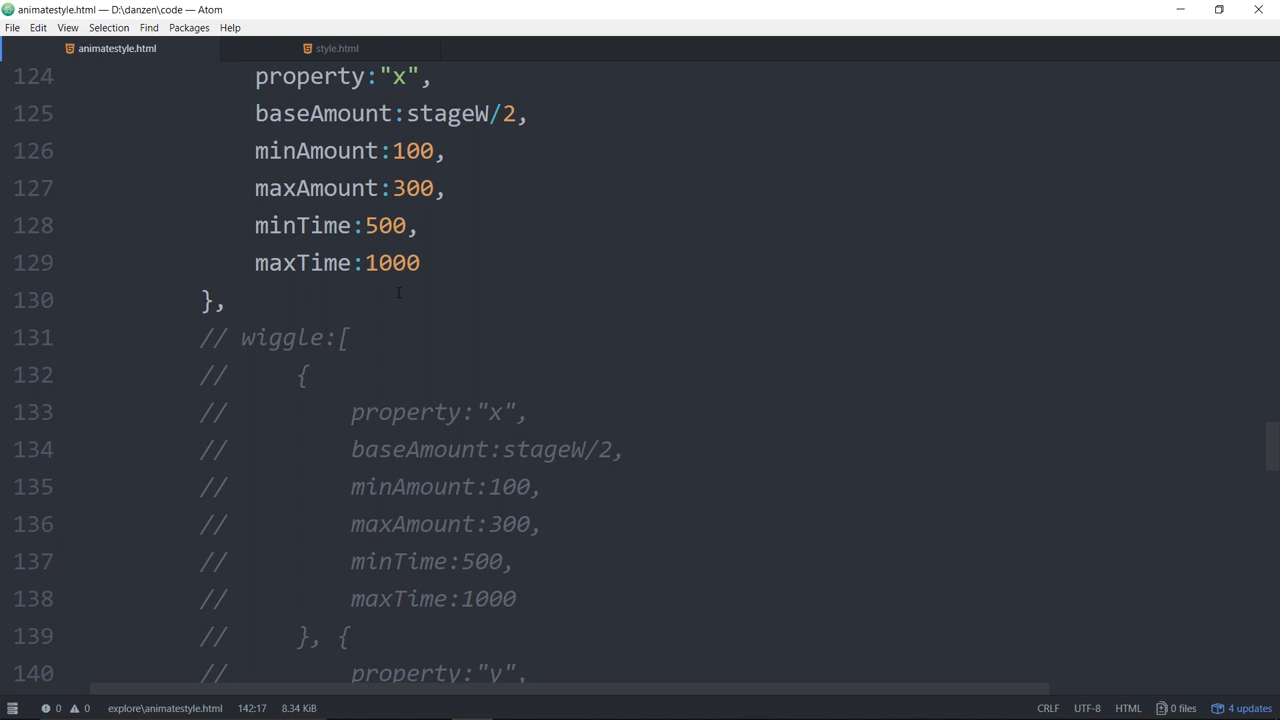 animatestyle.html — D:\danzen\code — Atom
File Edit View Selection Find Packages Help
animatestyle.html style.html
124 property:"x",
125 baseAmount:stageW/2,
126 minAmount:100,
127 maxAmount:300,
128 minTime:500,
129 maxTime:1000
130 },
131 // wiggle:[
132 // {
133 // property:"x",
134 // baseAmount:stageW/2,
135 // minAmount:100,
136 // maxAmount:300,
137 // minTime:500,
138 // maxTime:1000
139 // }, {
140 // property:"y",
0 0 explore\animatestyle.html 142:17 8.34 KiB CRLF UTF-8 HTML 0 files 4 updates